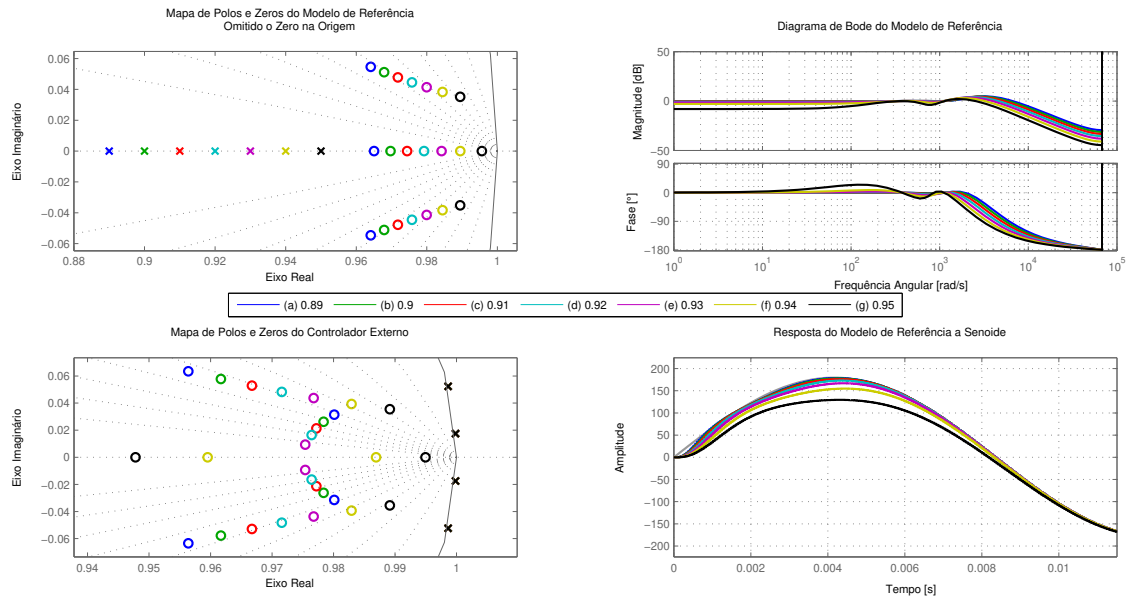 Mapa de Polos e Zeros do Modelo de Referência
Omitido o Zero na Origem
Eixo Imaginário
0.06
0.04
0.02
0
−0.02
−0.04
−0.06
0.88
0.9
0.92
0.94
0.96
0.98
1
Eixo Real
Diagrama de Bode do Modelo de Referência
Magnitude [dB]
50
0
−50
Fase [°]
90
0
−90
−180
10^0
10^1
10^2
10^3
10^4
10^5
Frequência Angular [rad/s]
(a) 0.89
(b) 0.9
(c) 0.91
(d) 0.92
(e) 0.93
(f) 0.94
(g) 0.95
Mapa de Polos e Zeros do Controlador Externo
Eixo Imaginário
0.06
0.04
0.02
0
−0.02
−0.04
−0.06
0.94
0.95
0.96
0.97
0.98
0.99
1
Eixo Real
Resposta do Modelo de Referência a Senoide
Amplitude
200
150
100
50
0
−50
−100
−150
−200
0
0.002
0.004
0.006
0.008
0.01
Tempo [s]